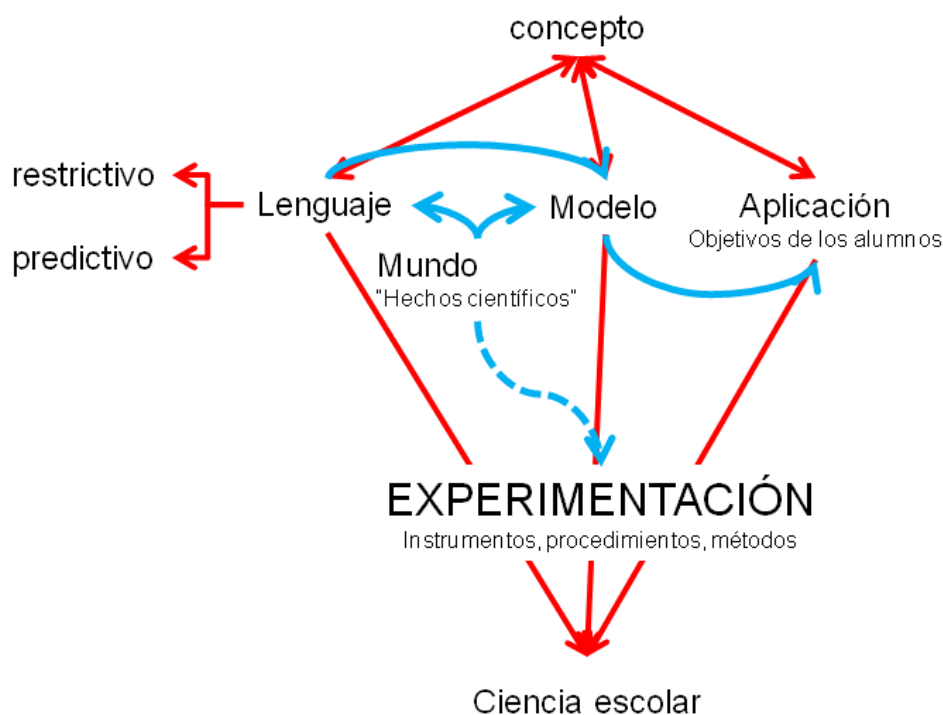 concepto
restrictivo
predictivo
Lenguaje
Modelo
Aplicación
Objetivos de los alumnos
Mundo
"Hechos científicos"
EXPERIMENTACIÓN
Instrumentos, procedimientos, métodos
Ciencia escolar